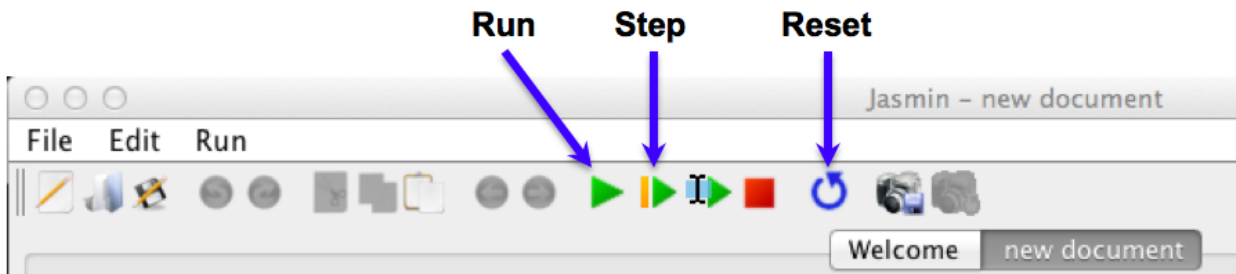 Run Step Reset
Jasmin – new document
File Edit Run
Welcome new document